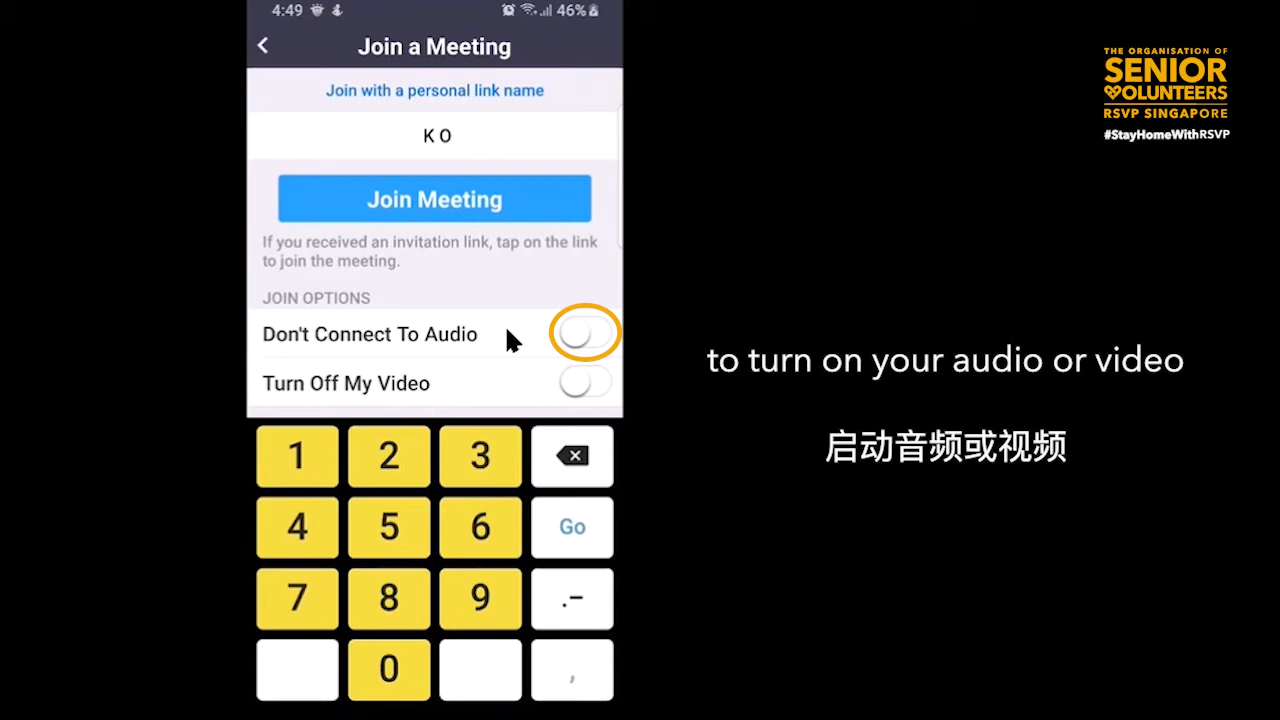 4:49
46%
Join a Meeting
Join with a personal link name
K O
Join Meeting
If you received an invitation link, tap on the link
to join the meeting.
JOIN OPTIONS
Don't Connect To Audio
Turn Off My Video
1 2 3
4 5 6 Go
7 8 9 .-
0 ,
THE ORGANISATION OF
SENIOR
VOLUNTEERS
RSVP SINGAPORE
#StayHomeWithRSVP
to turn on your audio or video
启动音频或视频